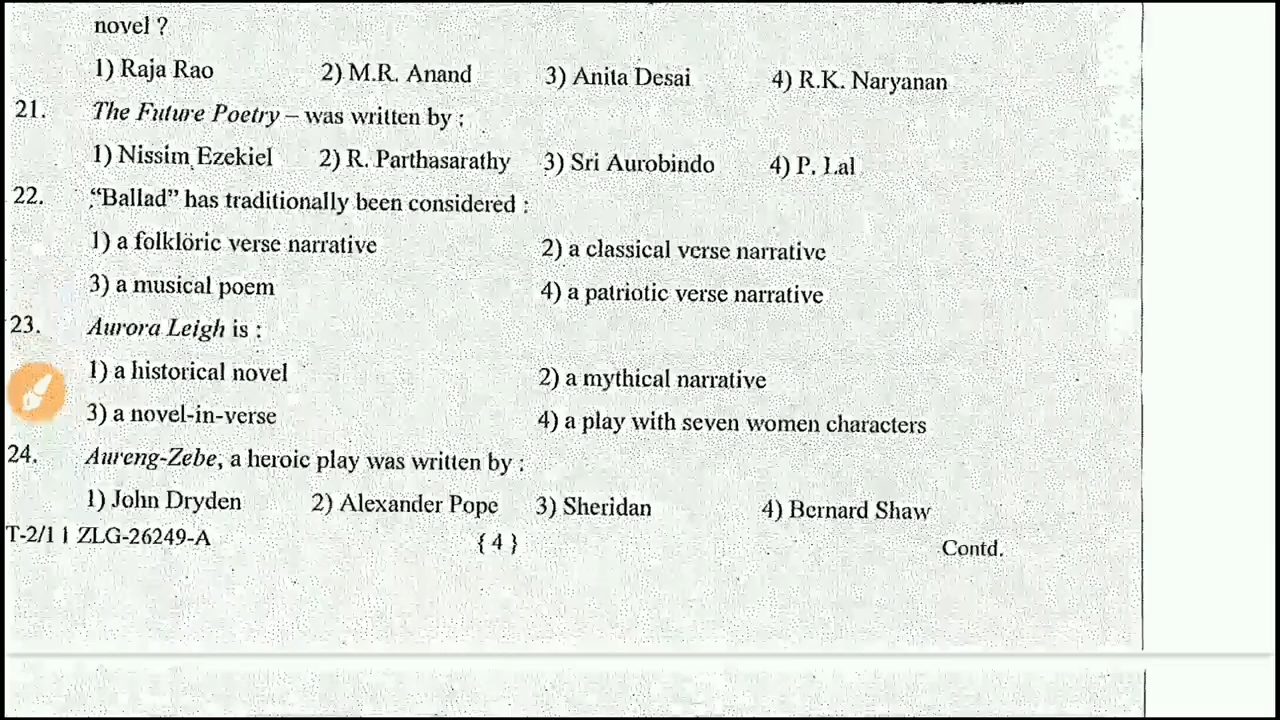 novel ?
1) Raja Rao 2) M.R. Anand 3) Anita Desai 4) R.K. Naryanan
21. The Future Poetry – was written by :
1) Nissim Ezekiel 2) R. Parthasarathy 3) Sri Aurobindo 4) P. Lal
22. “Ballad” has traditionally been considered :
1) a folkloric verse narrative 2) a classical verse narrative
3) a musical poem 4) a patriotic verse narrative
23. Aurora Leigh is :
1) a historical novel 2) a mythical narrative
3) a novel-in-verse 4) a play with seven women characters
24. Aureng-Zebe, a heroic play was written by :
1) John Dryden 2) Alexander Pope 3) Sheridan 4) Bernard Shaw
T-2/11 ZLG-26249-A {4} Contd.